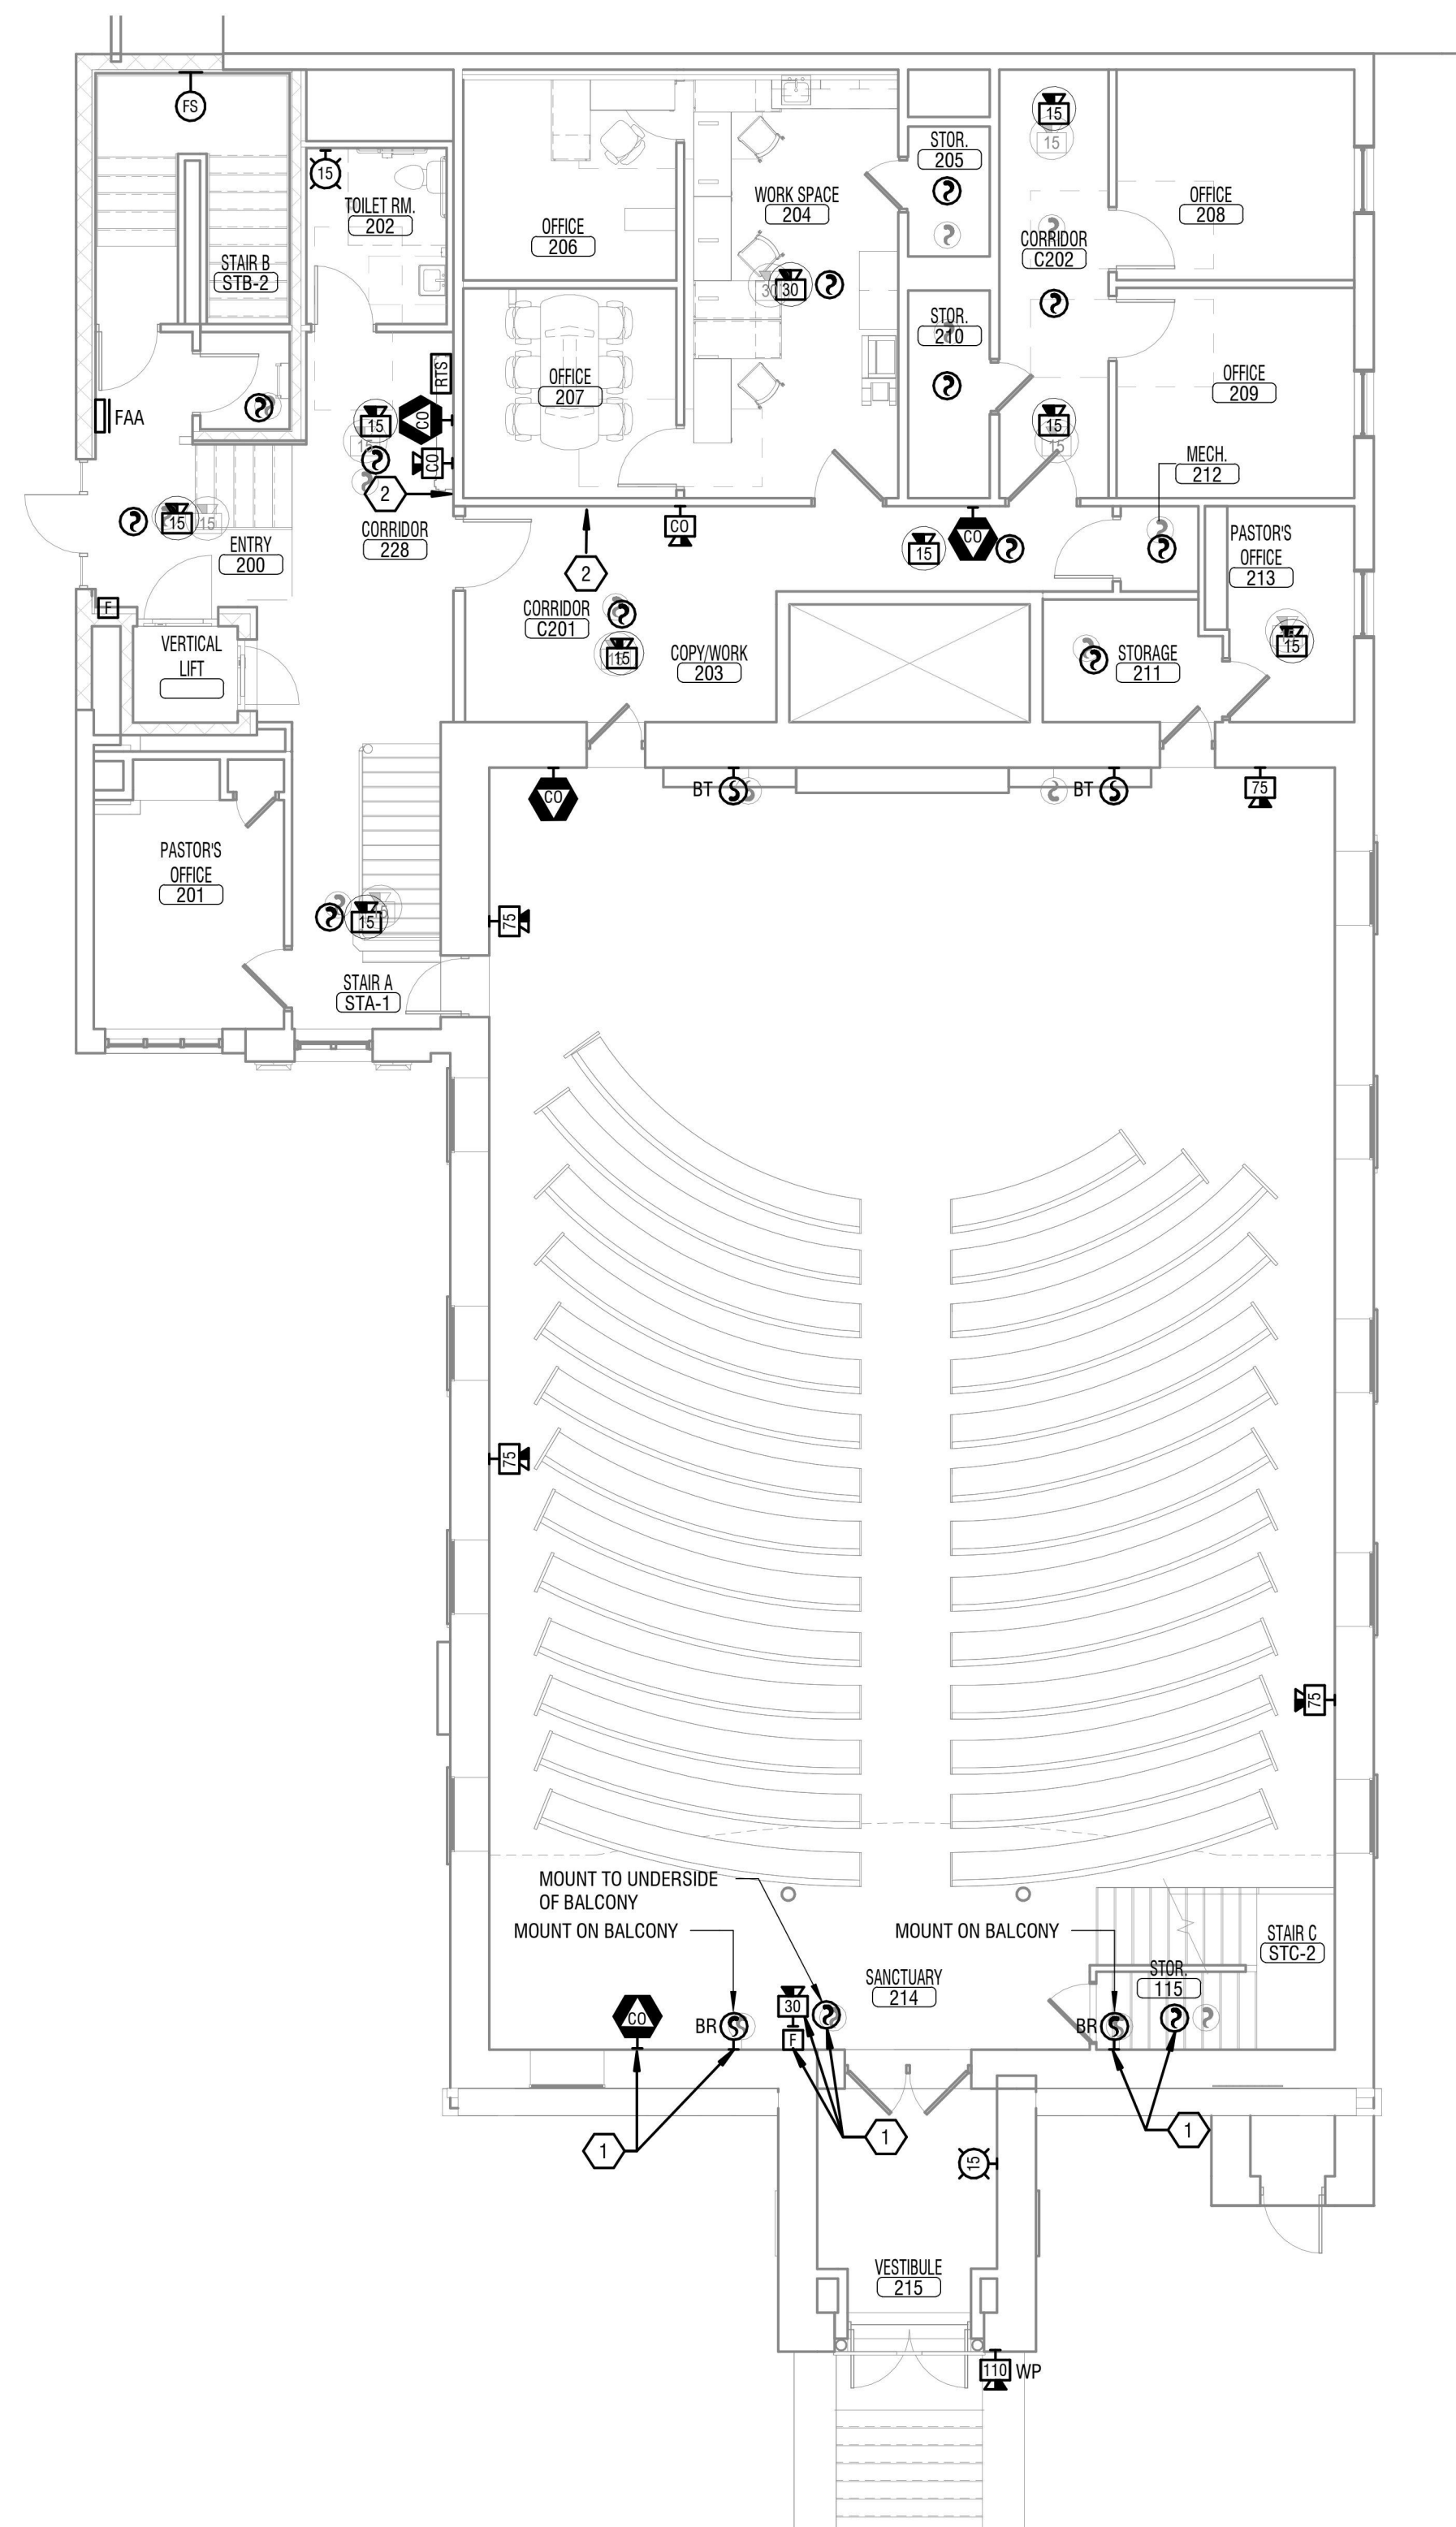 FS
15
TOILET RM.
202
STAIR B
STB-2
OFFICE
206
WORK SPACE
204
30
30
STOR.
205
15
15
OFFICE
208
CORRIDOR
C202
STOR.
210
OFFICE
207
OFFICE
209
RTS
FAA
15
15
CO
CO
2
15
15
MECH.
212
15
15
ENTRY
200
CORRIDOR
228
CO
2
15
CO
PASTOR'S
OFFICE
213
F
CORRIDOR
C201
15
COPY/WORK
203
STORAGE
211
15
VERTICAL
LIFT
CO
BT
BT
75
PASTOR'S
OFFICE
201
15
75
STAIR A
STA-1
75
75
MOUNT TO UNDERSIDE
OF BALCONY
MOUNT ON BALCONY
MOUNT ON BALCONY
STAIR C
STC-2
SANCTUARY
214
STOR.
115
CO
BR
30
F
BR
1
1
1
15
VESTIBULE
215
110 WP